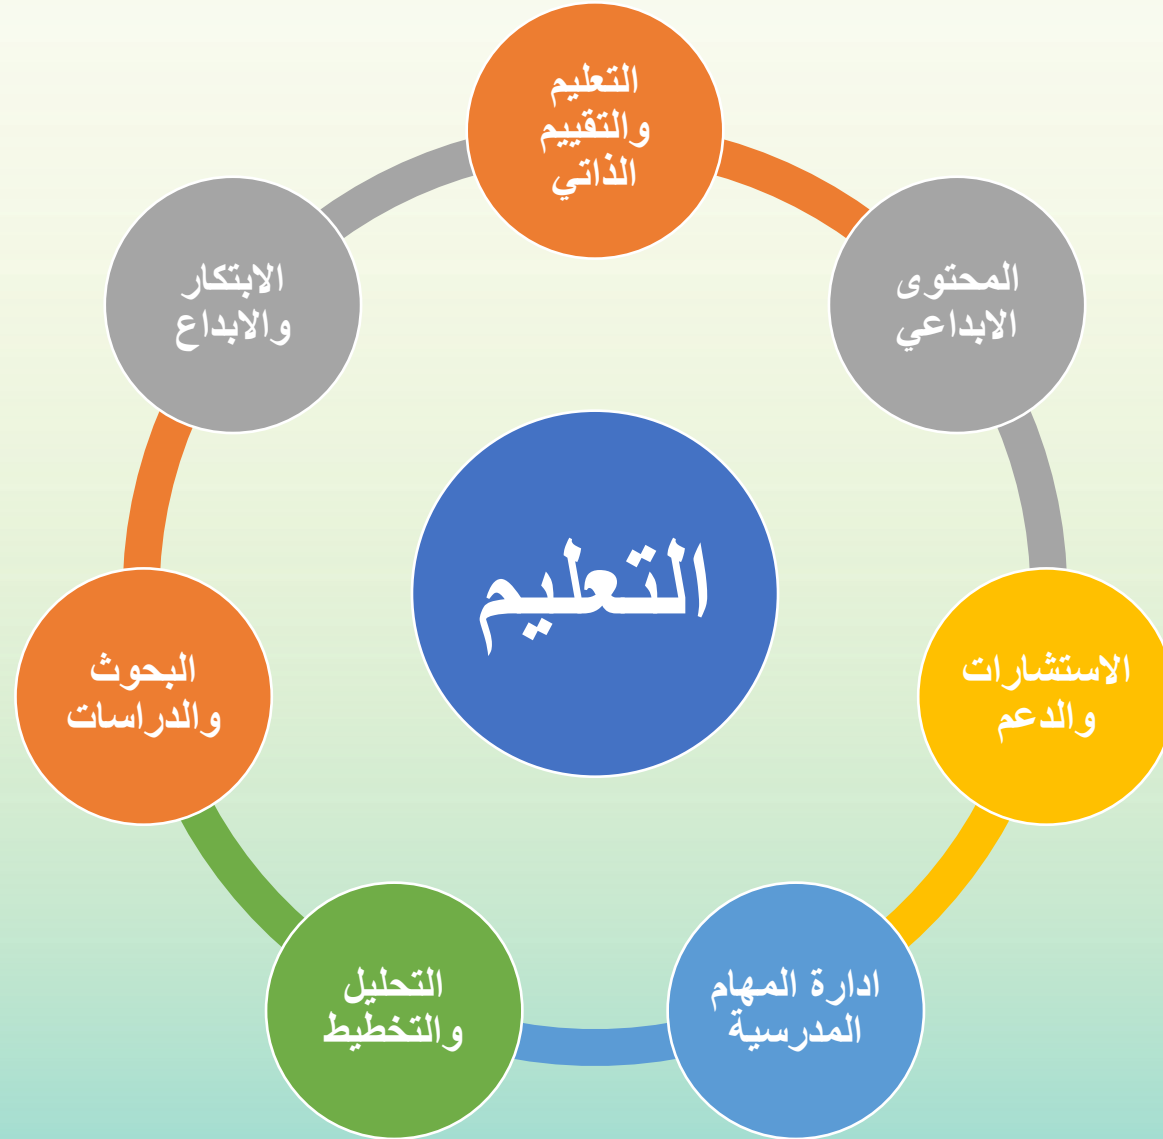 التعليم
والتقييم
الذاتي
المحتوى
الابداعي
الاستشارات
والدعم
ادارة المهام
المدرسية
التحليل
والتخطيط
البحوث
والدراسات
الابتكار
والابداع
التعليم